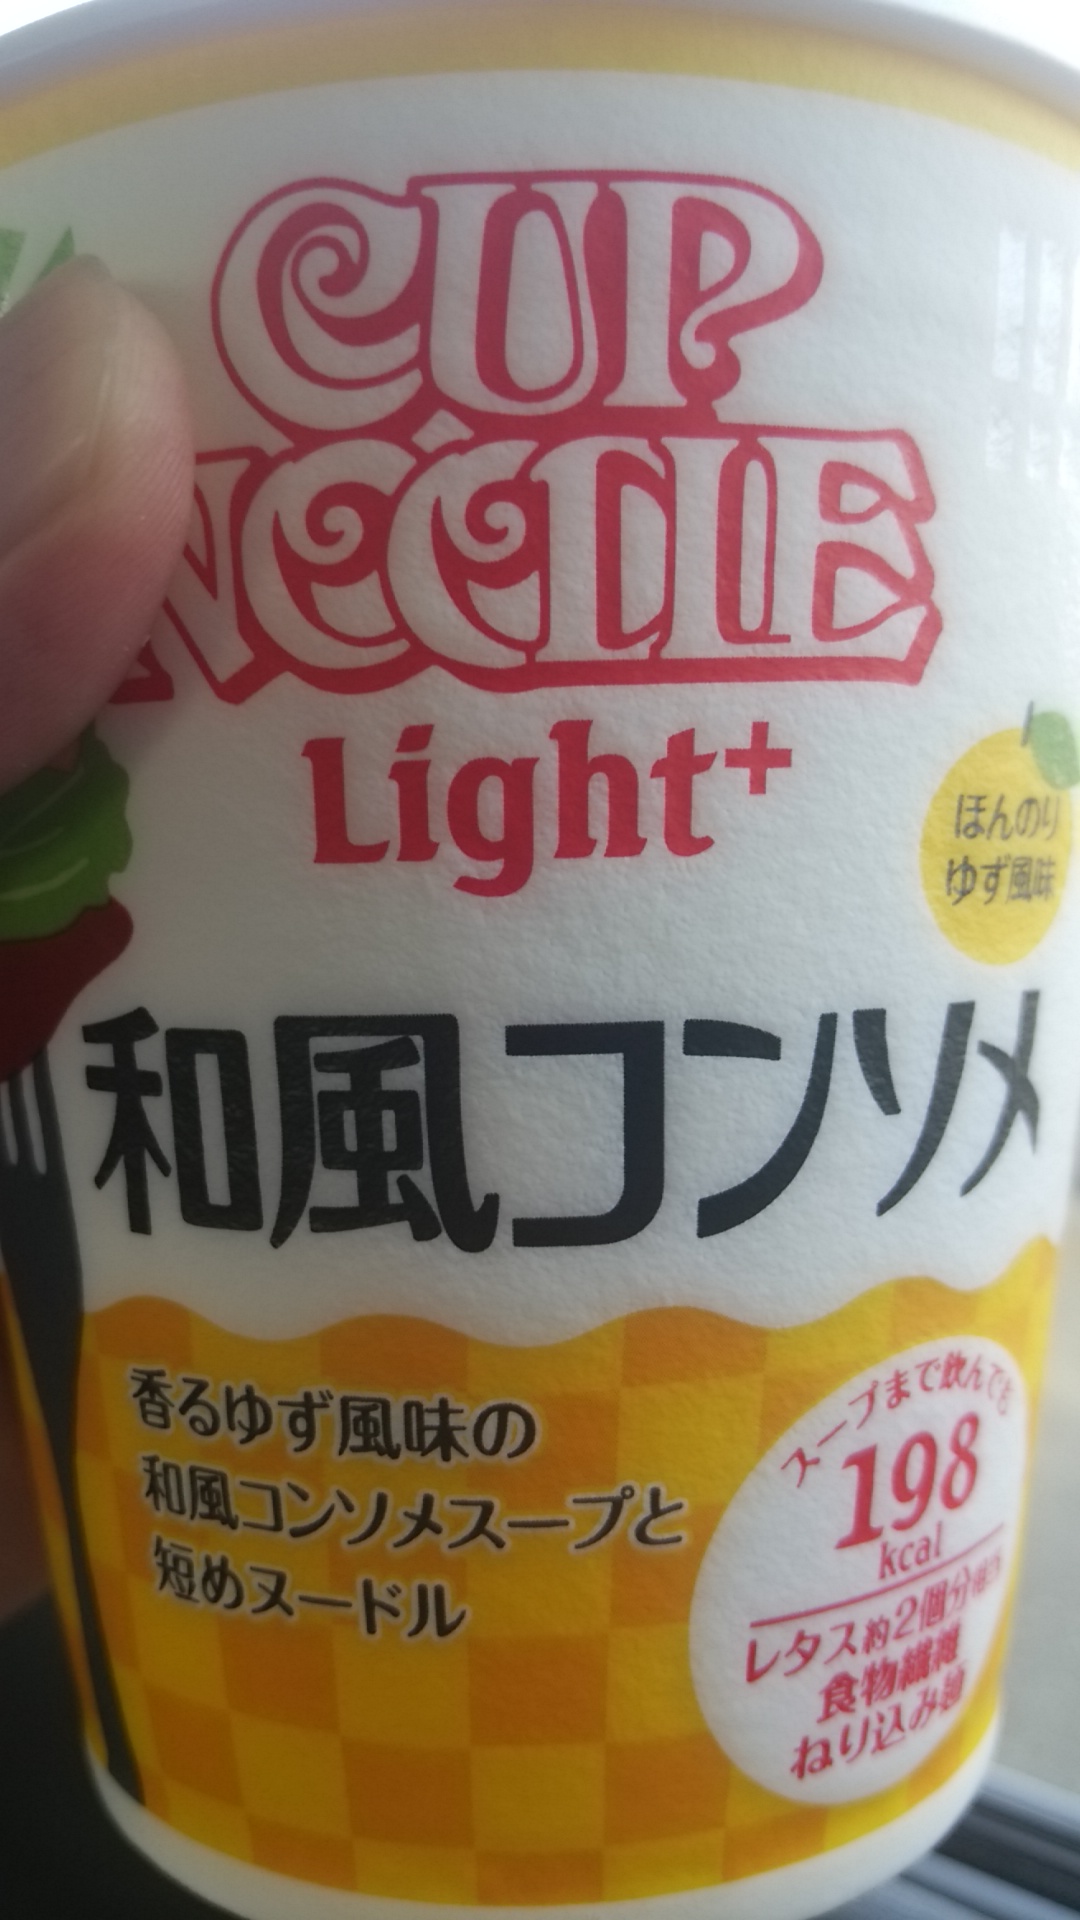 CUP
NOODLE
Light+
ほんのり
ゆず風味
和風コンソメ
香るゆず風味の
和風コンソメスープと
短めヌードル
スープまで飲んでも
198
kcal
レタス約2個分
食物繊維
ねり込み麺